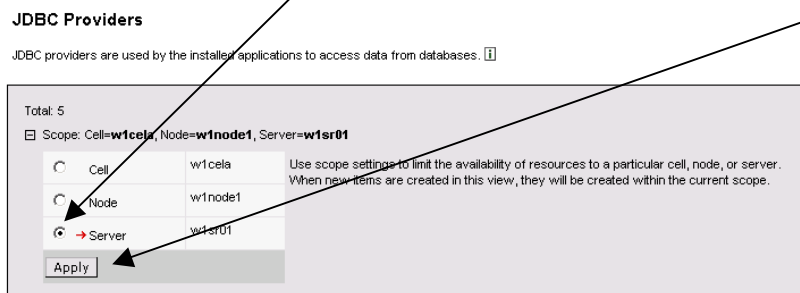 JDBC Providers
JDBC providers are used by the installed applications to access data from databases. i
Total: 5
Scope: Cell=w1cela, Node=w1node1, Server=w1sr01
Cell w1cela Use scope settings to limit the availability of resources to a particular cell, node, or server.
When new items are created in this view, they will be created within the current scope.
Node w1node1
Server w1sr01
Apply